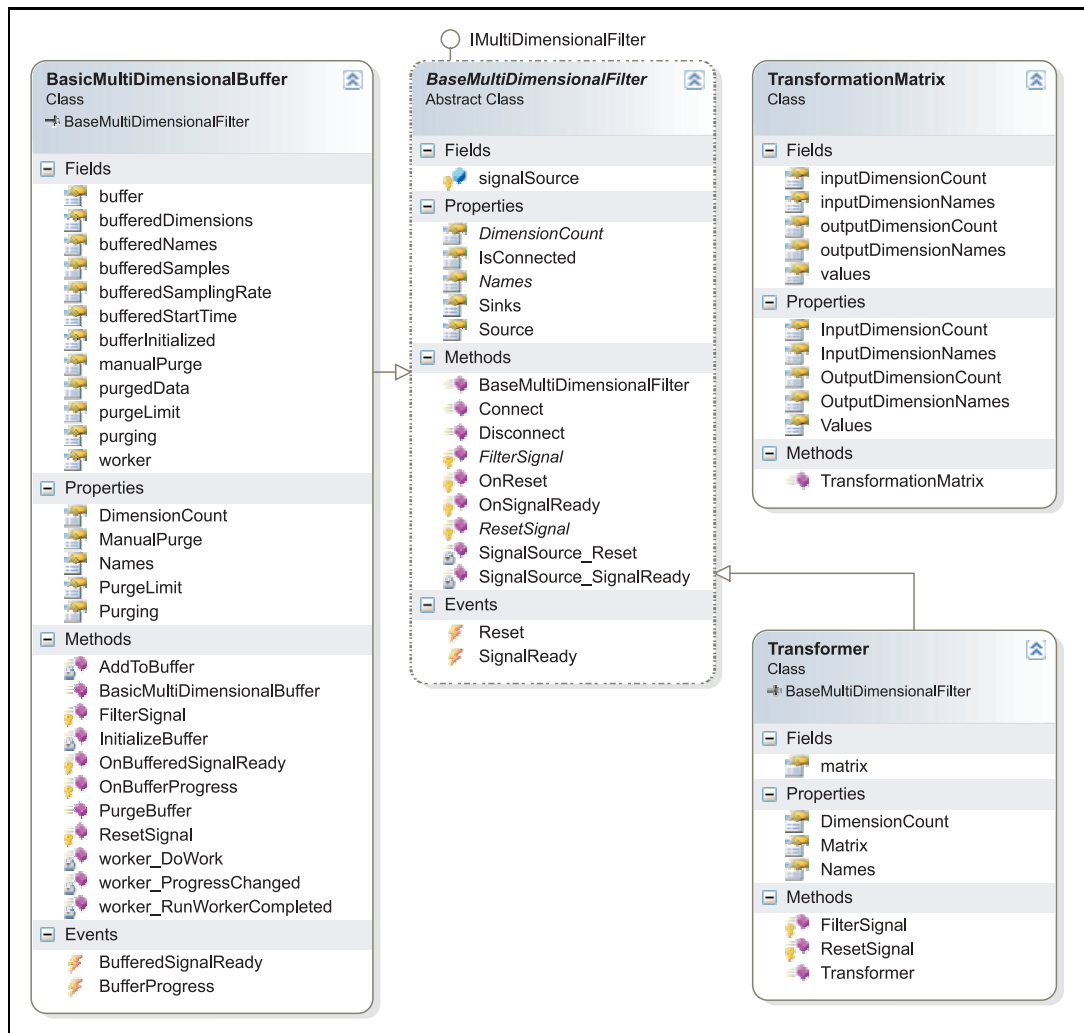 BasicMultiDimensionalBuffer
Class
BaseMultiDimensionalFilter
Fields
buffer
bufferedDimensions
bufferedNames
bufferedSamples
bufferedSamplingRate
bufferedStartTime
bufferInitialized
manualPurge
purgedData
purgeLimit
purging
worker
Properties
DimensionCount
ManualPurge
Names
PurgeLimit
Purging
Methods
AddToBuffer
BasicMultiDimensionalBuffer
FilterSignal
InitializeBuffer
OnBufferedSignalReady
OnBufferProgress
PurgeBuffer
ResetSignal
worker_DoWork
worker_ProgressChanged
worker_RunWorkerCompleted
Events
BufferedSignalReady
BufferProgress
IMultiDimensionalFilter
BaseMultiDimensionalFilter
Abstract Class
Fields
signalSource
Properties
DimensionCount
IsConnected
Names
Sinks
Source
Methods
BaseMultiDimensionalFilter
Connect
Disconnect
FilterSignal
OnReset
OnSignalReady
ResetSignal
SignalSource_Reset
SignalSource_SignalReady
Events
Reset
SignalReady
TransformationMatrix
Class
Fields
inputDimensionCount
inputDimensionNames
outputDimensionCount
outputDimensionNames
values
Properties
InputDimensionCount
InputDimensionNames
OutputDimensionCount
OutputDimensionNames
Values
Methods
TransformationMatrix
Transformer
Class
BaseMultiDimensionalFilter
Fields
matrix
Properties
DimensionCount
Matrix
Names
Methods
FilterSignal
ResetSignal
Transformer